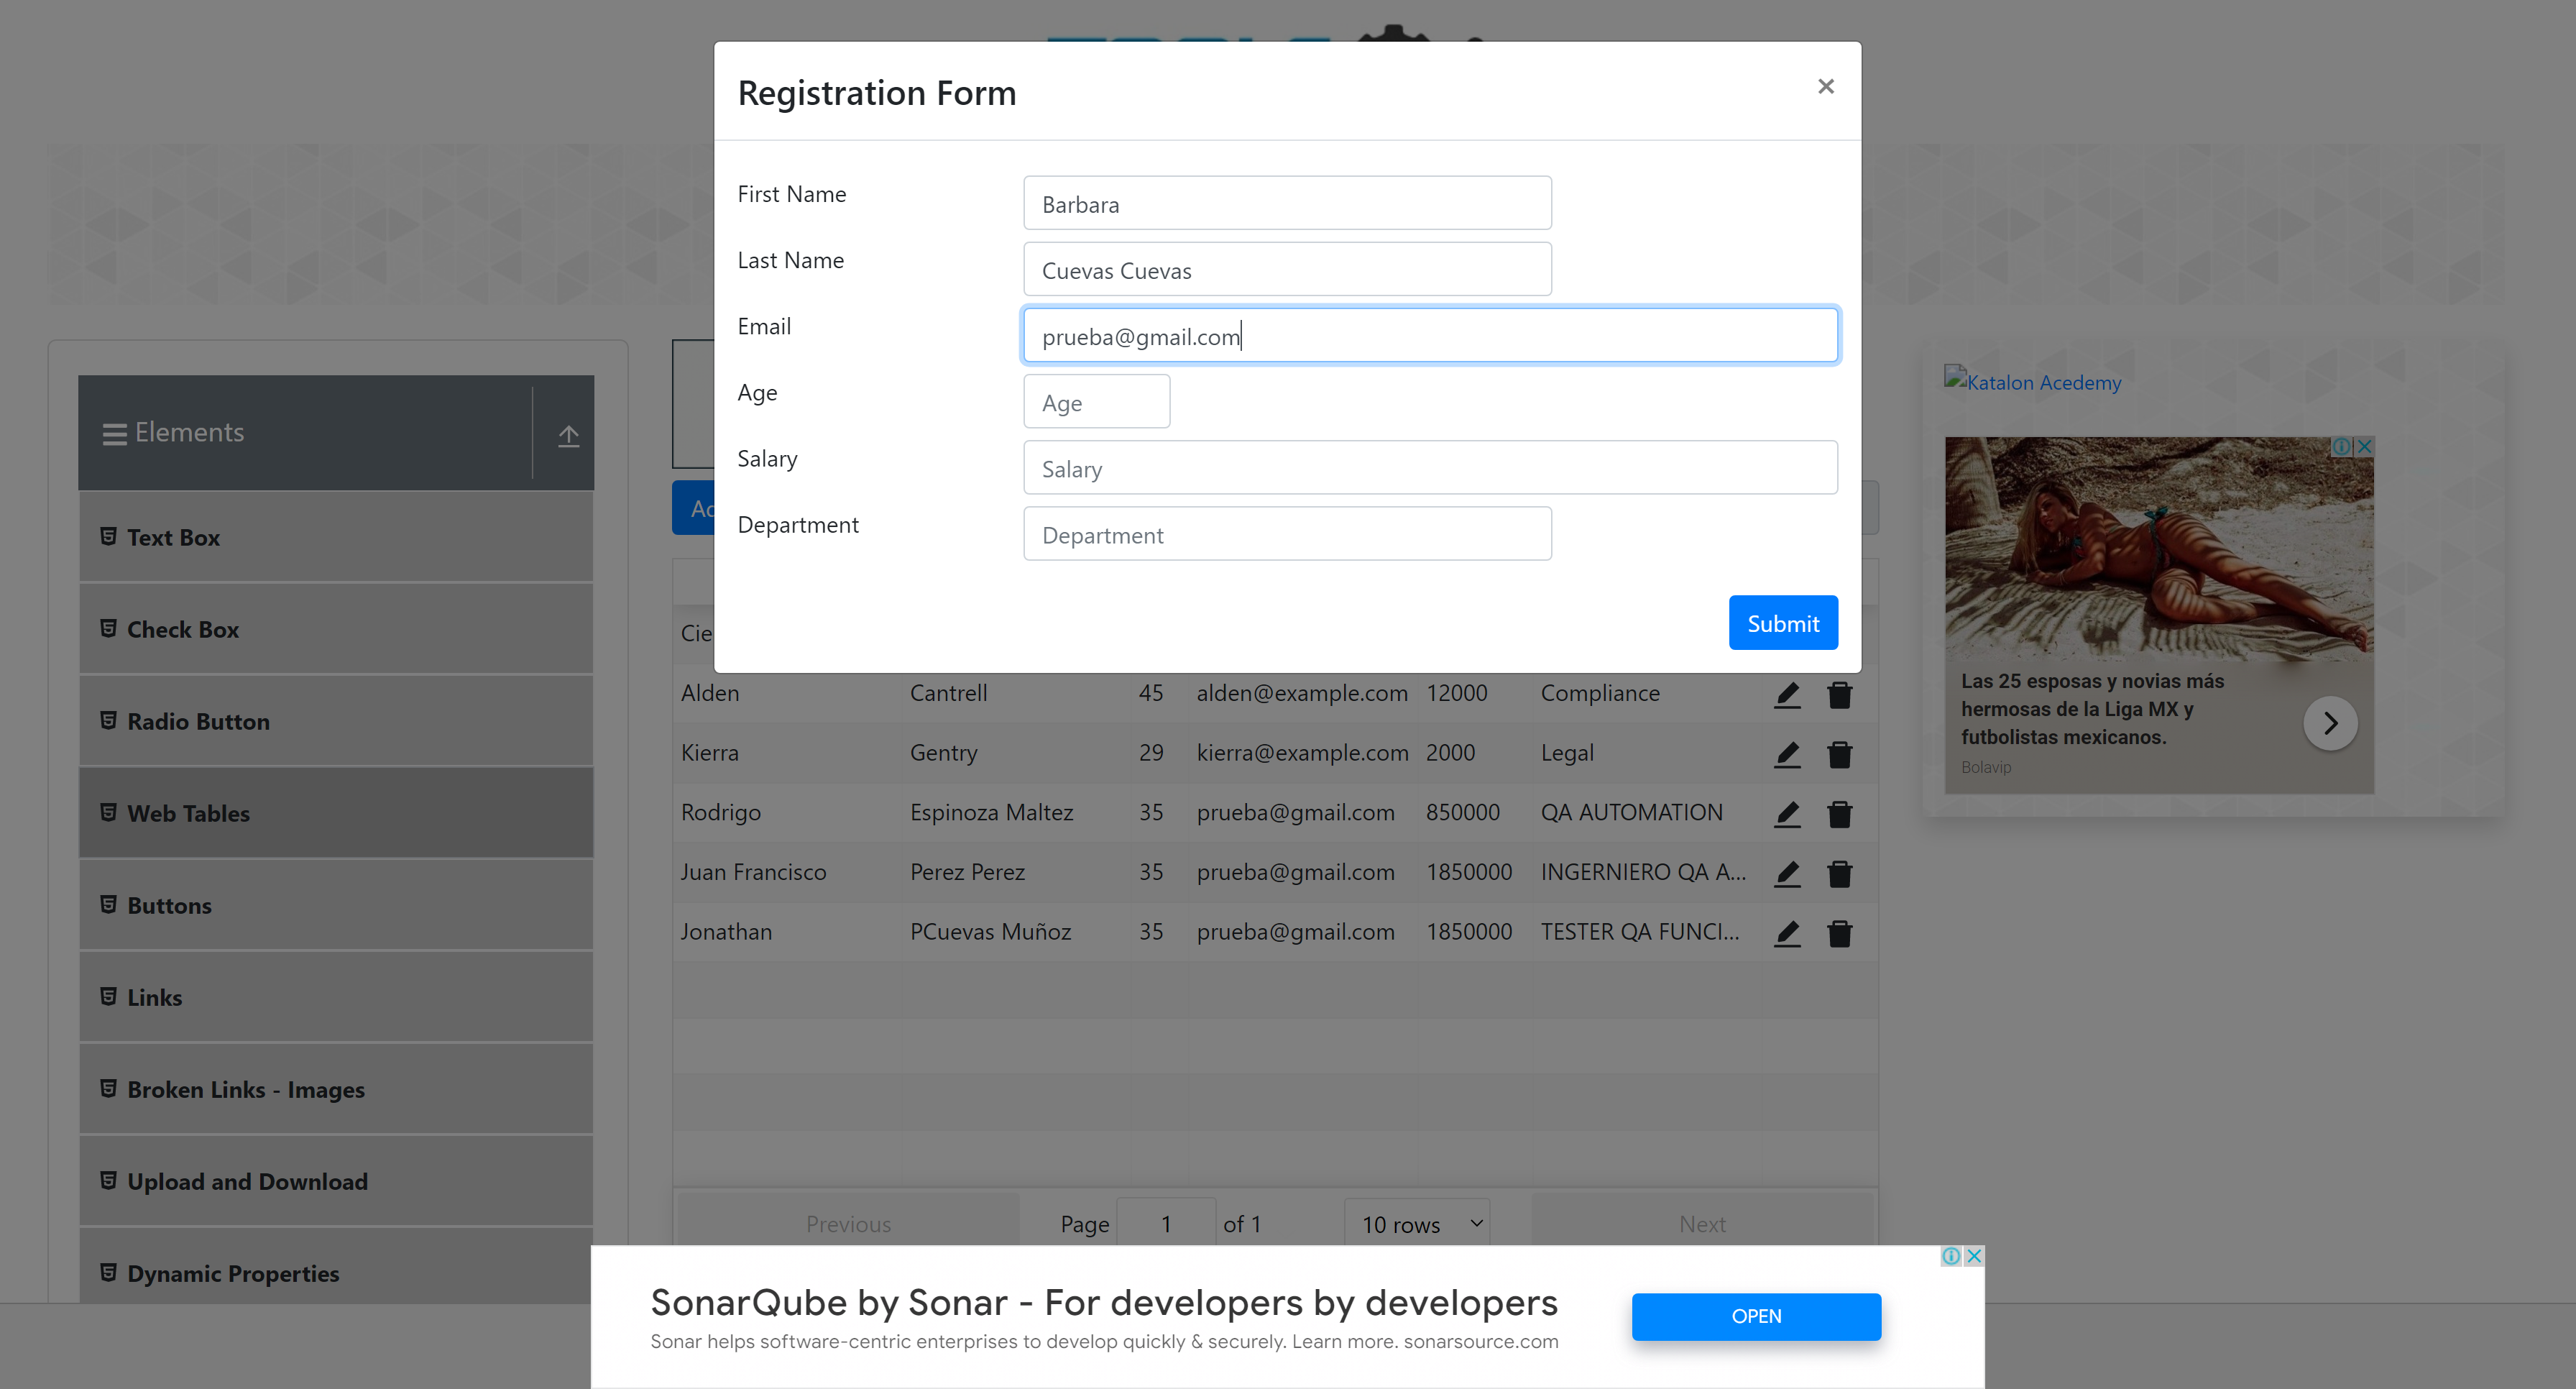 Registration Form
×
First Name
Barbara
Last Name
Cuevas Cuevas
Email
prueba@gmail.com
Age
Age
Salary
Salary
Department
Department
Submit
Elements
Text Box
Check Box
Radio Button
Web Tables
Buttons
Links
Broken Links - Images
Upload and Download
Dynamic Properties
Alden Cantrell 45 alden@example.com 12000 Compliance
Kierra Gentry 29 kierra@example.com 2000 Legal
Rodrigo Espinoza Maltez 35 prueba@gmail.com 850000 QA AUTOMATION
Juan Francisco Perez Perez 35 prueba@gmail.com 1850000 INGERNIERO QA A...
Jonathan PCuevas Muñoz 35 prueba@gmail.com 1850000 TESTER QA FUNCI...
Previous Page 1 of 1 10 rows Next
Katalon Acedemy
Las 25 esposas y novias más
hermosas de la Liga MX y
futbolistas mexicanos.
Bolavip
SonarQube by Sonar - For developers by developers
Sonar helps software-centric enterprises to develop quickly & securely. Learn more. sonarsource.com
OPEN